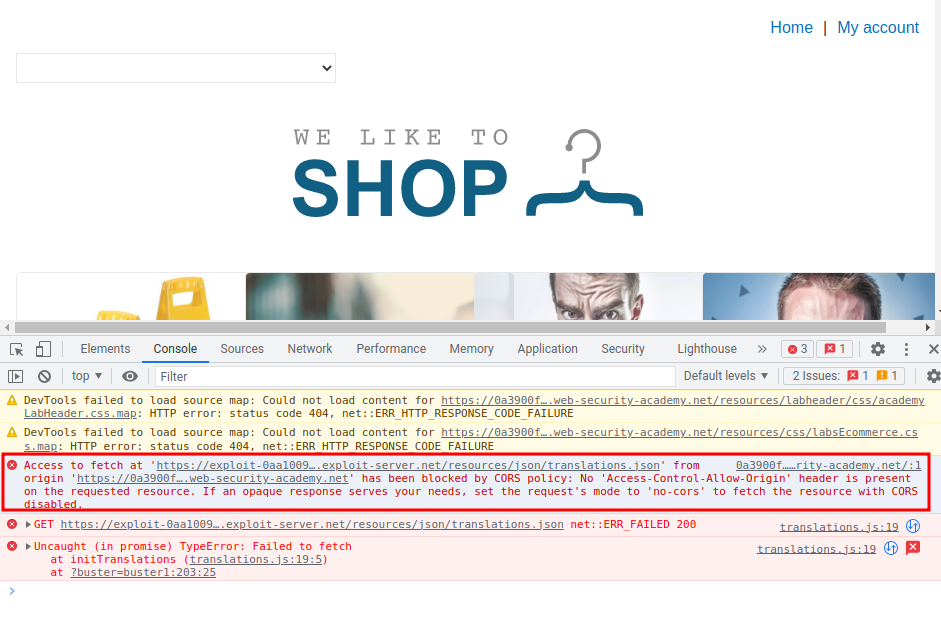 Home | My account
WE LIKE TO
SHOP
Elements Console Sources Network Performance Memory Application Security Lighthouse » 3 1
top ▼ Filter Default levels ▼ 2 Issues: 1 1
DevTools failed to load source map: Could not load content for https://0a3900f….web-security-academy.net/resources/labheader/css/academy
LabHeader.css.map: HTTP error: status code 404, net::ERR_HTTP_RESPONSE_CODE_FAILURE
DevTools failed to load source map: Could not load content for https://0a3900f….web-security-academy.net/resources/css/labsEcommerce.cs
s.map: HTTP error: status code 404, net::ERR_HTTP_RESPONSE_CODE_FAILURE
Access to fetch at 'https://exploit-0aa1009….exploit-server.net/resources/json/translations.json' from 0a3900f……rity-academy.net/:1
origin 'https://0a3900f….web-security-academy.net' has been blocked by CORS policy: No 'Access-Control-Allow-Origin' header is present
on the requested resource. If an opaque response serves your needs, set the request's mode to 'no-cors' to fetch the resource with CORS
disabled.
GET https://exploit-0aa1009….exploit-server.net/resources/json/translations.json net::ERR_FAILED 200 translations.js:19
Uncaught (in promise) TypeError: Failed to fetch translations.js:19
at initTranslations (translations.js:19:5)
at ?buster=buster1:203:25